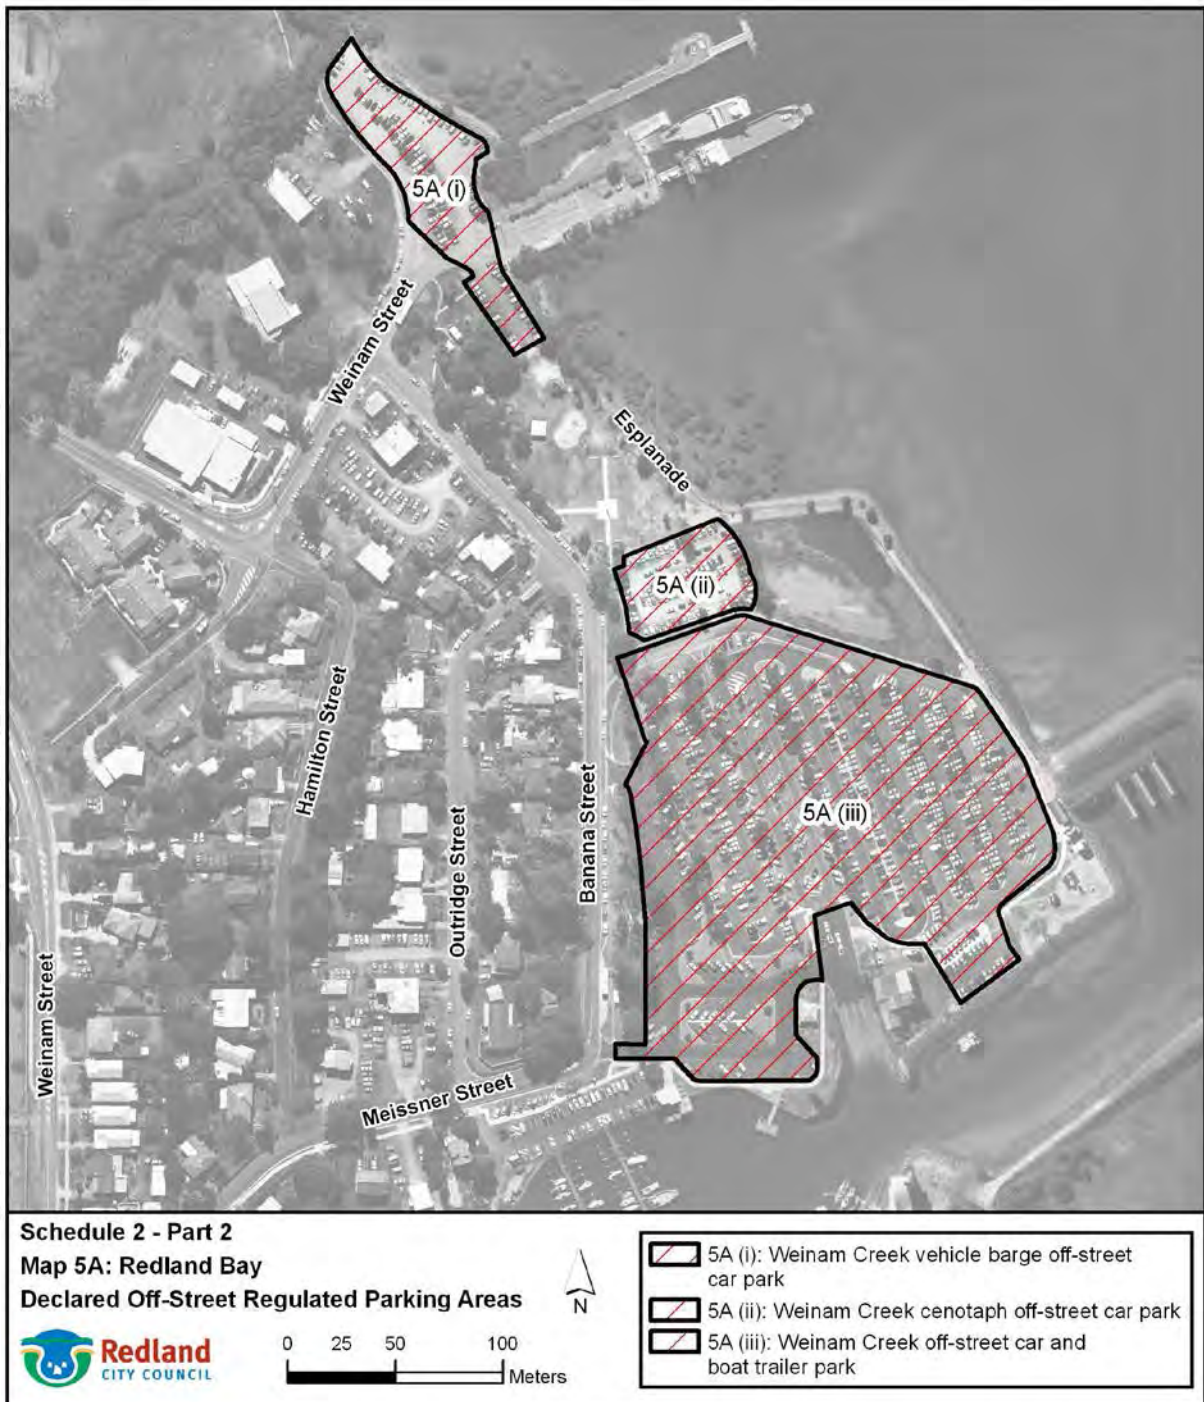 5A (i)
Weinam Street
Esplanade
5A (ii)
Hamilton Street
5A (iii)
Banana Street
Outridge Street
Weinam Street
Meissner Street
Schedule 2 - Part 2
Map 5A: Redland Bay
Declared Off-Street Regulated Parking Areas
N
Redland
CITY COUNCIL
0 25 50 100
Meters
5A (i): Weinam Creek vehicle barge off-street
car park
5A (ii): Weinam Creek cenotaph off-street car park
5A (iii): Weinam Creek off-street car and
boat trailer park